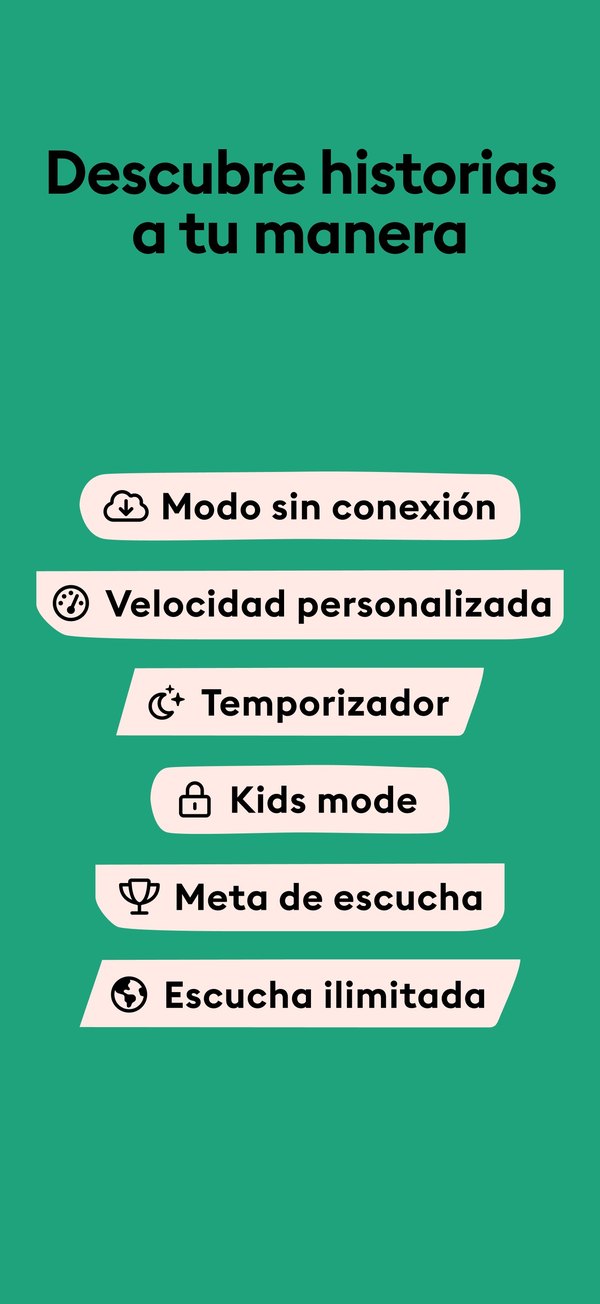 Descubre historias
a tu manera
Modo sin conexión
Velocidad personalizada
Temporizador
Kids mode
Meta de escucha
Escucha ilimitada